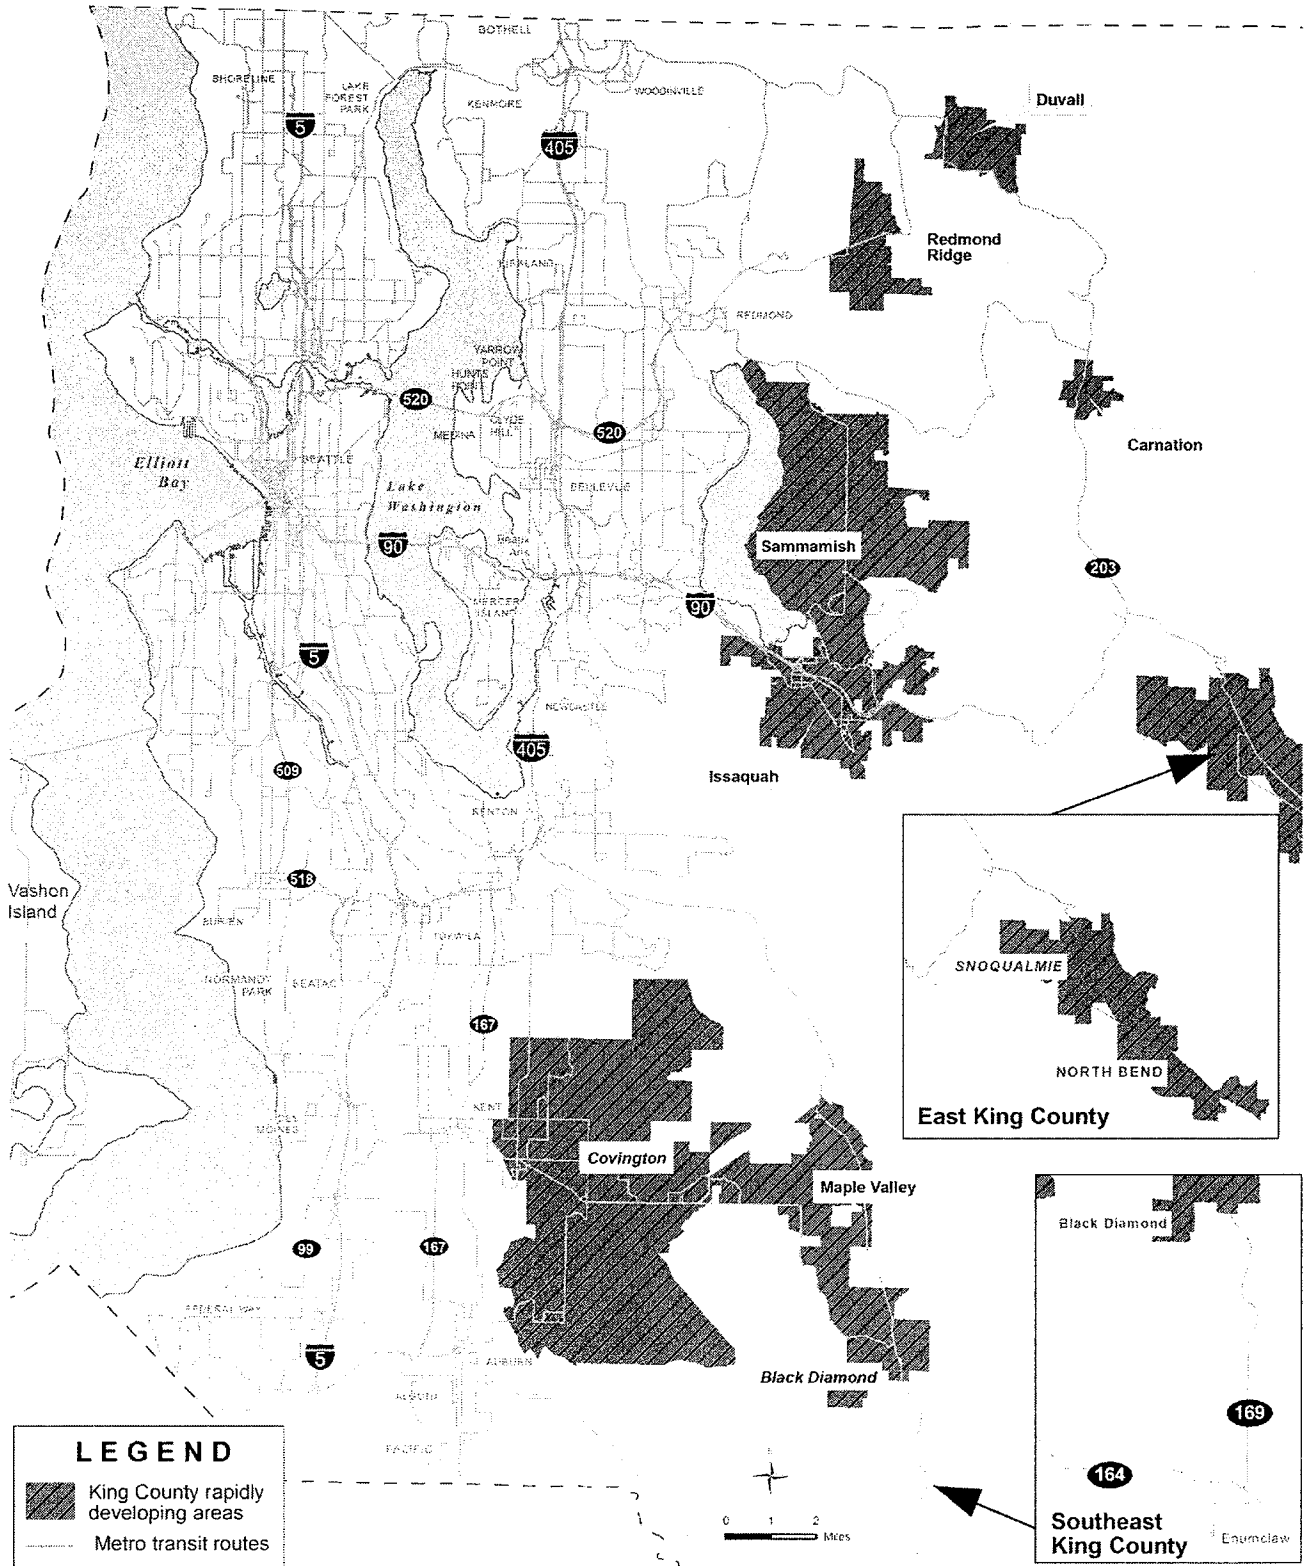 BOTHELL
SHORELINE
LAKE
FOREST
PARK
KENMORE
WOODINVILLE
Duvall
5
405
Redmond
Ridge
KIRKLAND
REDMOND
YARROW
POINT
HUNTS
POINT
520
MEDINA
CLYDE
HILL
520
Carnation
Elliott
Bay
SEATTLE
Lake
Washington
BELLEVUE
90
Beaux
Arts
Sammamish
203
MERCER
ISLAND
90
5
NEWCASTLE
405
509
Issaquah
RENTON
518
Vashon
Island
BURIEN
TUKWILA
NORMANDY
PARK
SEATAC
SNOQUALMIE
167
NORTH BEND
East King County
KENT
DES
MOINES
Covington
Maple Valley
Black Diamond
99
167
FEDERAL WAY
5
AUBURN
Black Diamond
ALGONA
169
PACIFIC
164
Southeast
King County
Enumclaw
LEGEND
King County rapidly
developing areas
Metro transit routes
0 1 2
Miles